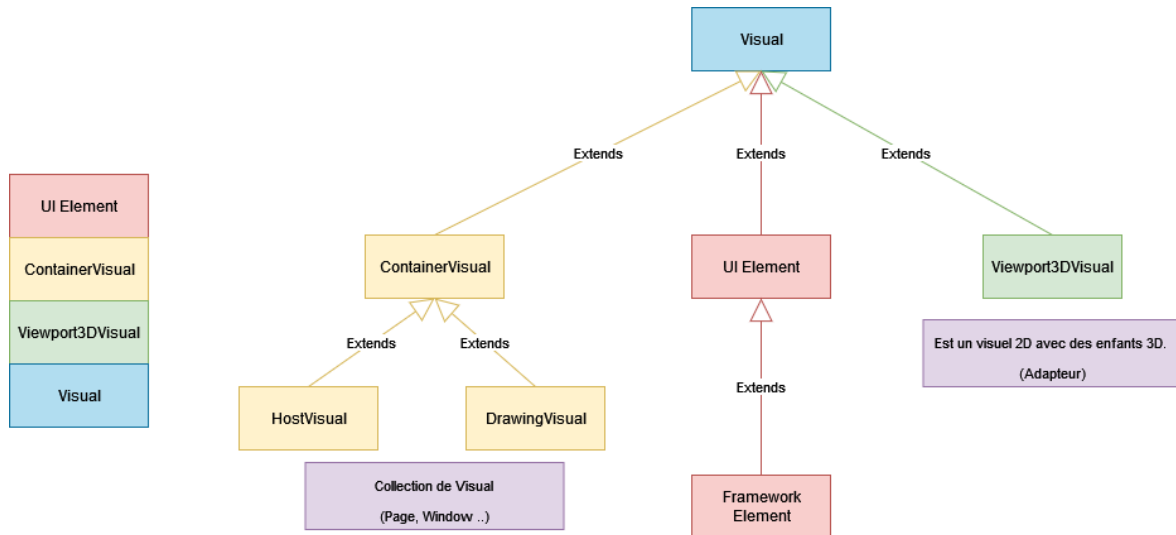 Visual
Extends
Extends
Extends
UI Element
ContainerVisual
Viewport3DVisual
Visual
ContainerVisual
UI Element
Viewport3DVisual
Est un visuel 2D avec des enfants 3D.
(Adapteur)
Extends
Extends
Extends
HostVisual
DrawingVisual
Collection de Visual
(Page, Window ..)
Framework
Element